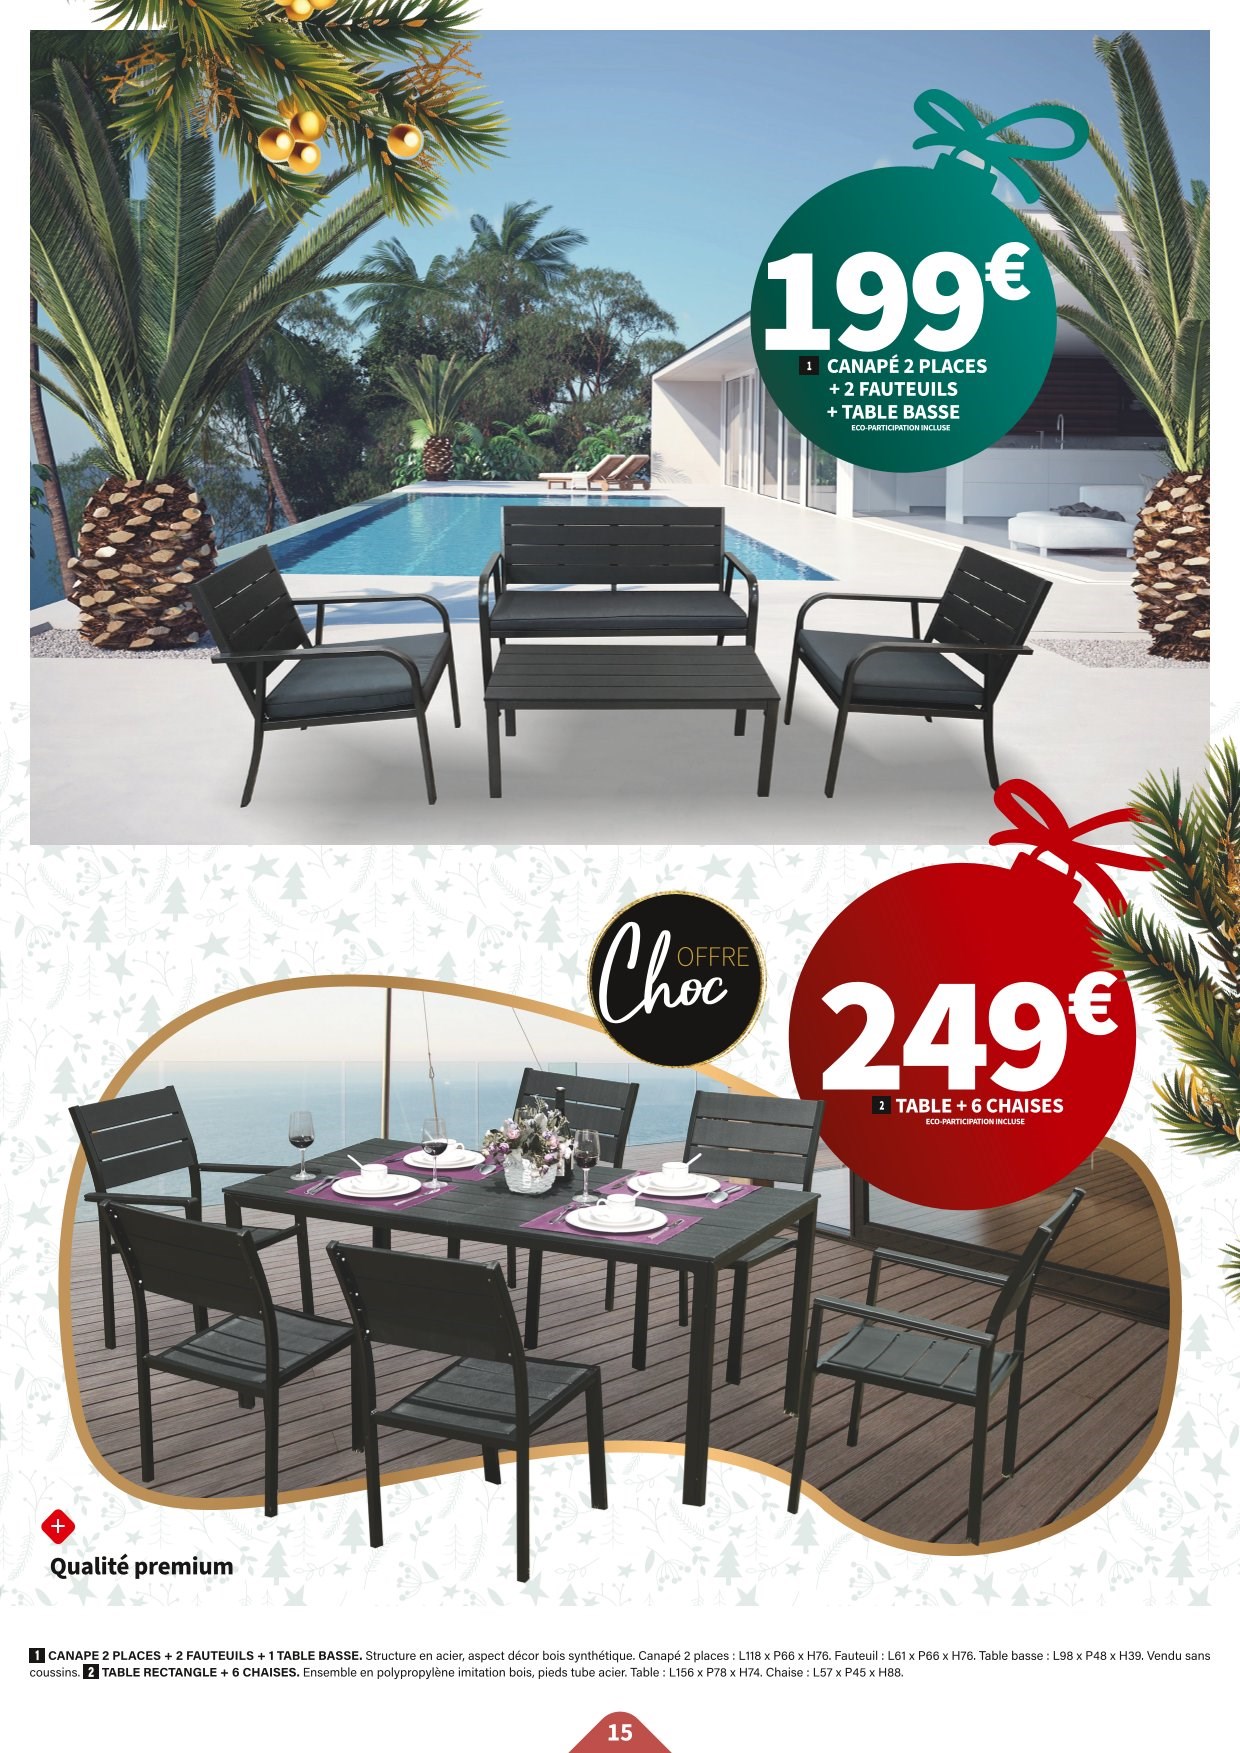 199€
1 CANAPÉ 2 PLACES
+ 2 FAUTEUILS
+ TABLE BASSE
ECO-PARTICIPATION INCLUSE
OFFRE
Choc
249€
2 TABLE + 6 CHAISES
ECO-PARTICIPATION INCLUSE
+
Qualité premium
1 CANAPE 2 PLACES + 2 FAUTEUILS + 1 TABLE BASSE. Structure en acier, aspect décor bois synthétique. Canapé 2 places : L118 x P66 x H76. Fauteuil : L61 x P66 x H76. Table basse : L98 x P48 x H39. Vendu sans
coussins. 2 TABLE RECTANGLE + 6 CHAISES. Ensemble en polypropylène imitation bois, pieds tube acier. Table : L156 x P78 x H74. Chaise : L57 x P45 x H88.
15